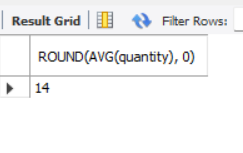 Result Grid Filter Rows:
ROUND(AVG(quantity), 0)
14